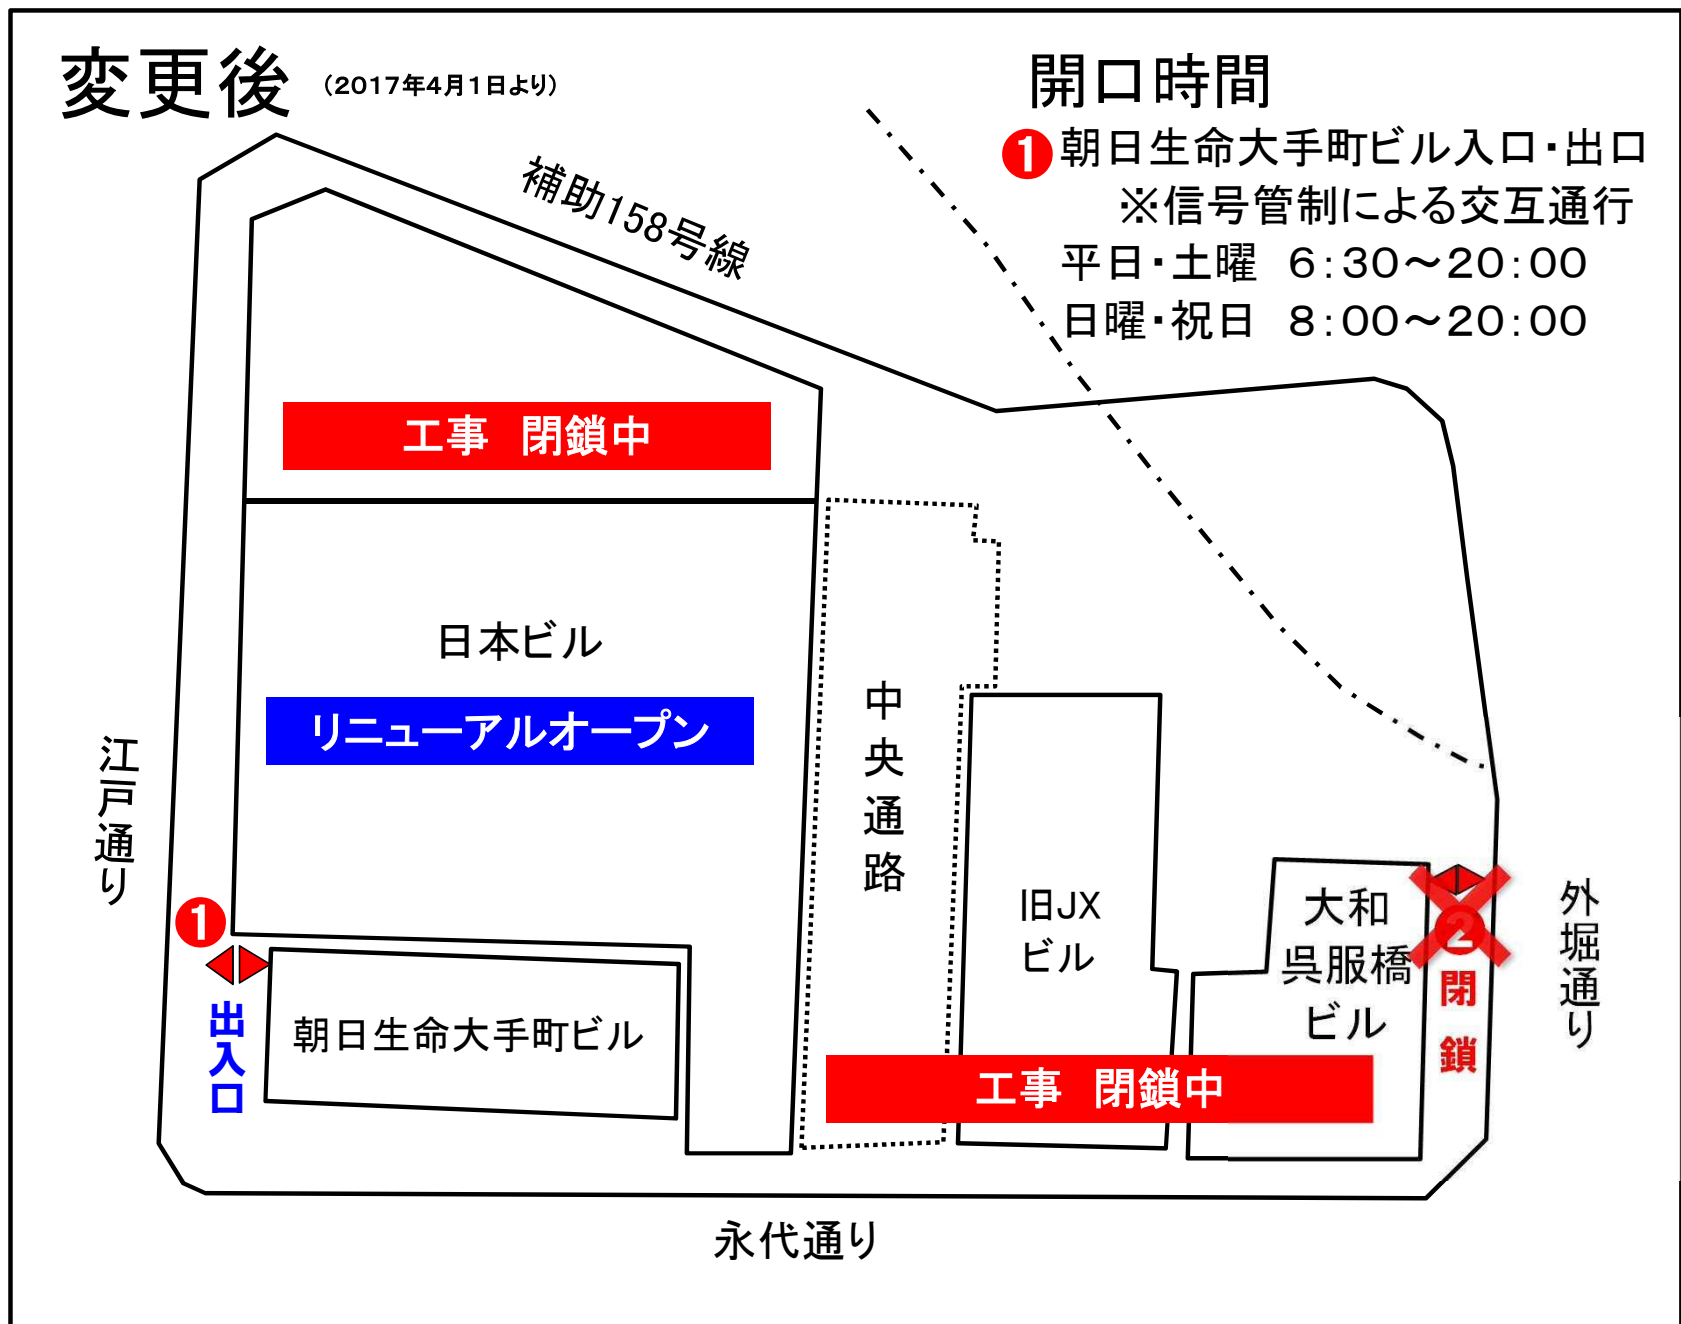 変更後 (2017年4月1日より)
開口時間
❶朝日生命大手町ビル入口・出口
※信号管制による交互通行
平日・土曜 6:30～20:00
日曜・祝日 8:00～20:00
補助158号線
工事 閉鎖中
日本ビル
リニューアルオープン
中央通路
江戸通り
❶
出入口
朝日生命大手町ビル
旧JX
ビル
大和
呉服橋
ビル
❷
閉鎖
外堀通り
工事 閉鎖中
永代通り